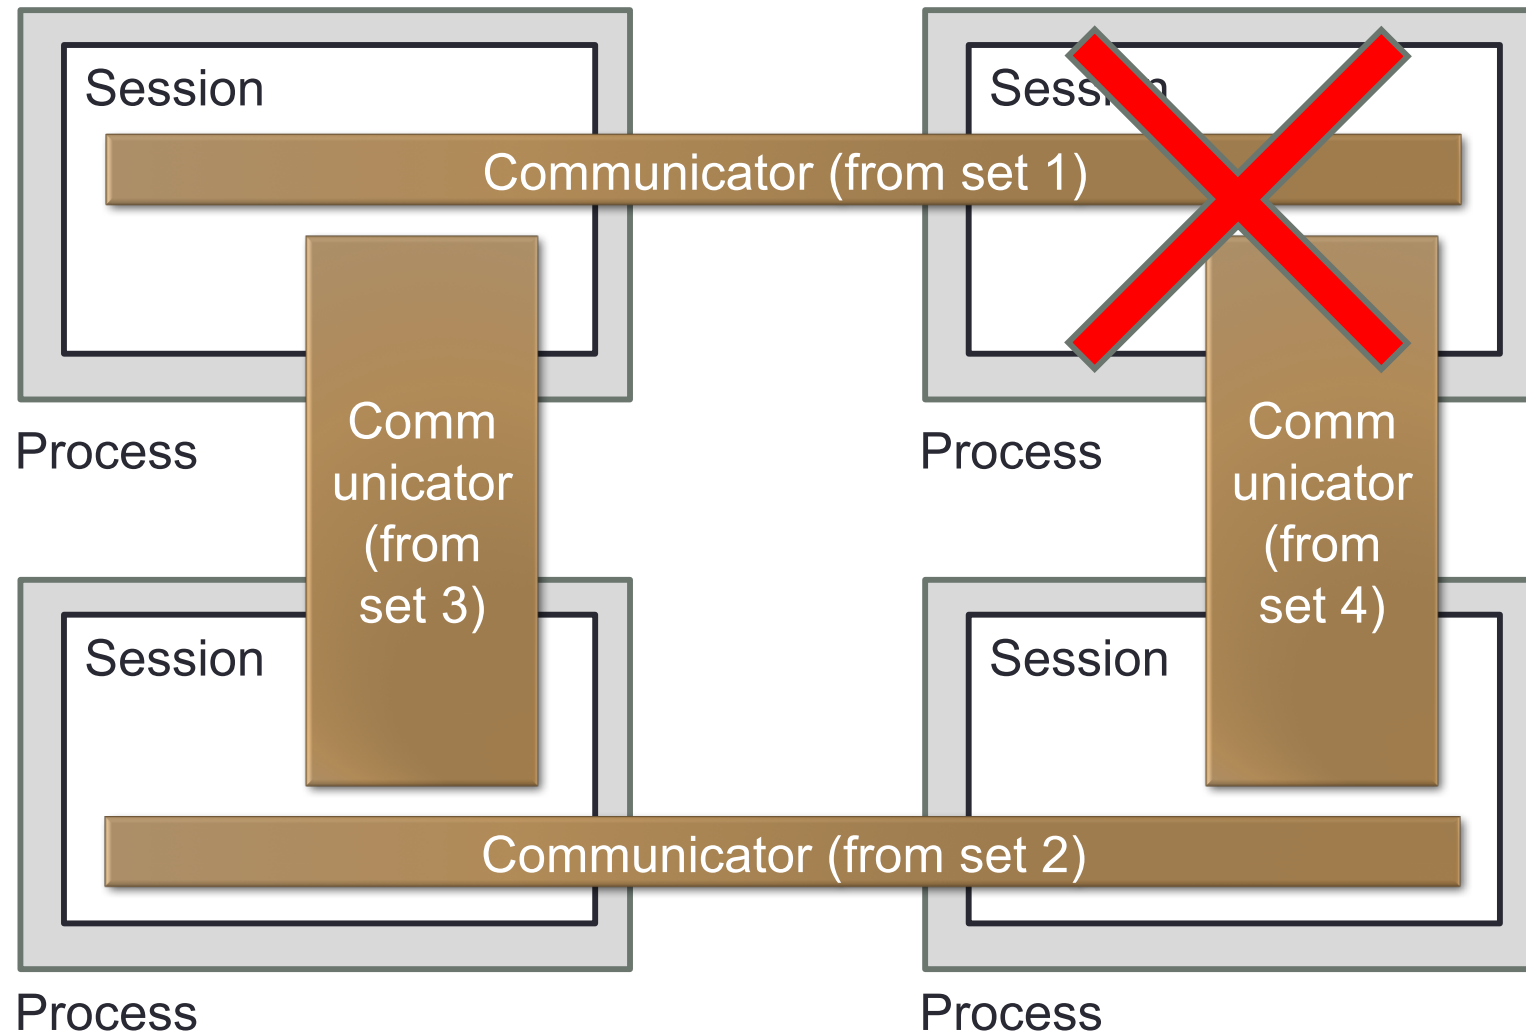 Session
Session
Communicator (from set 1)
Comm
unicator
(from
set 3)
Comm
unicator
(from
set 4)
Process
Process
Session
Session
Communicator (from set 2)
Process
Process